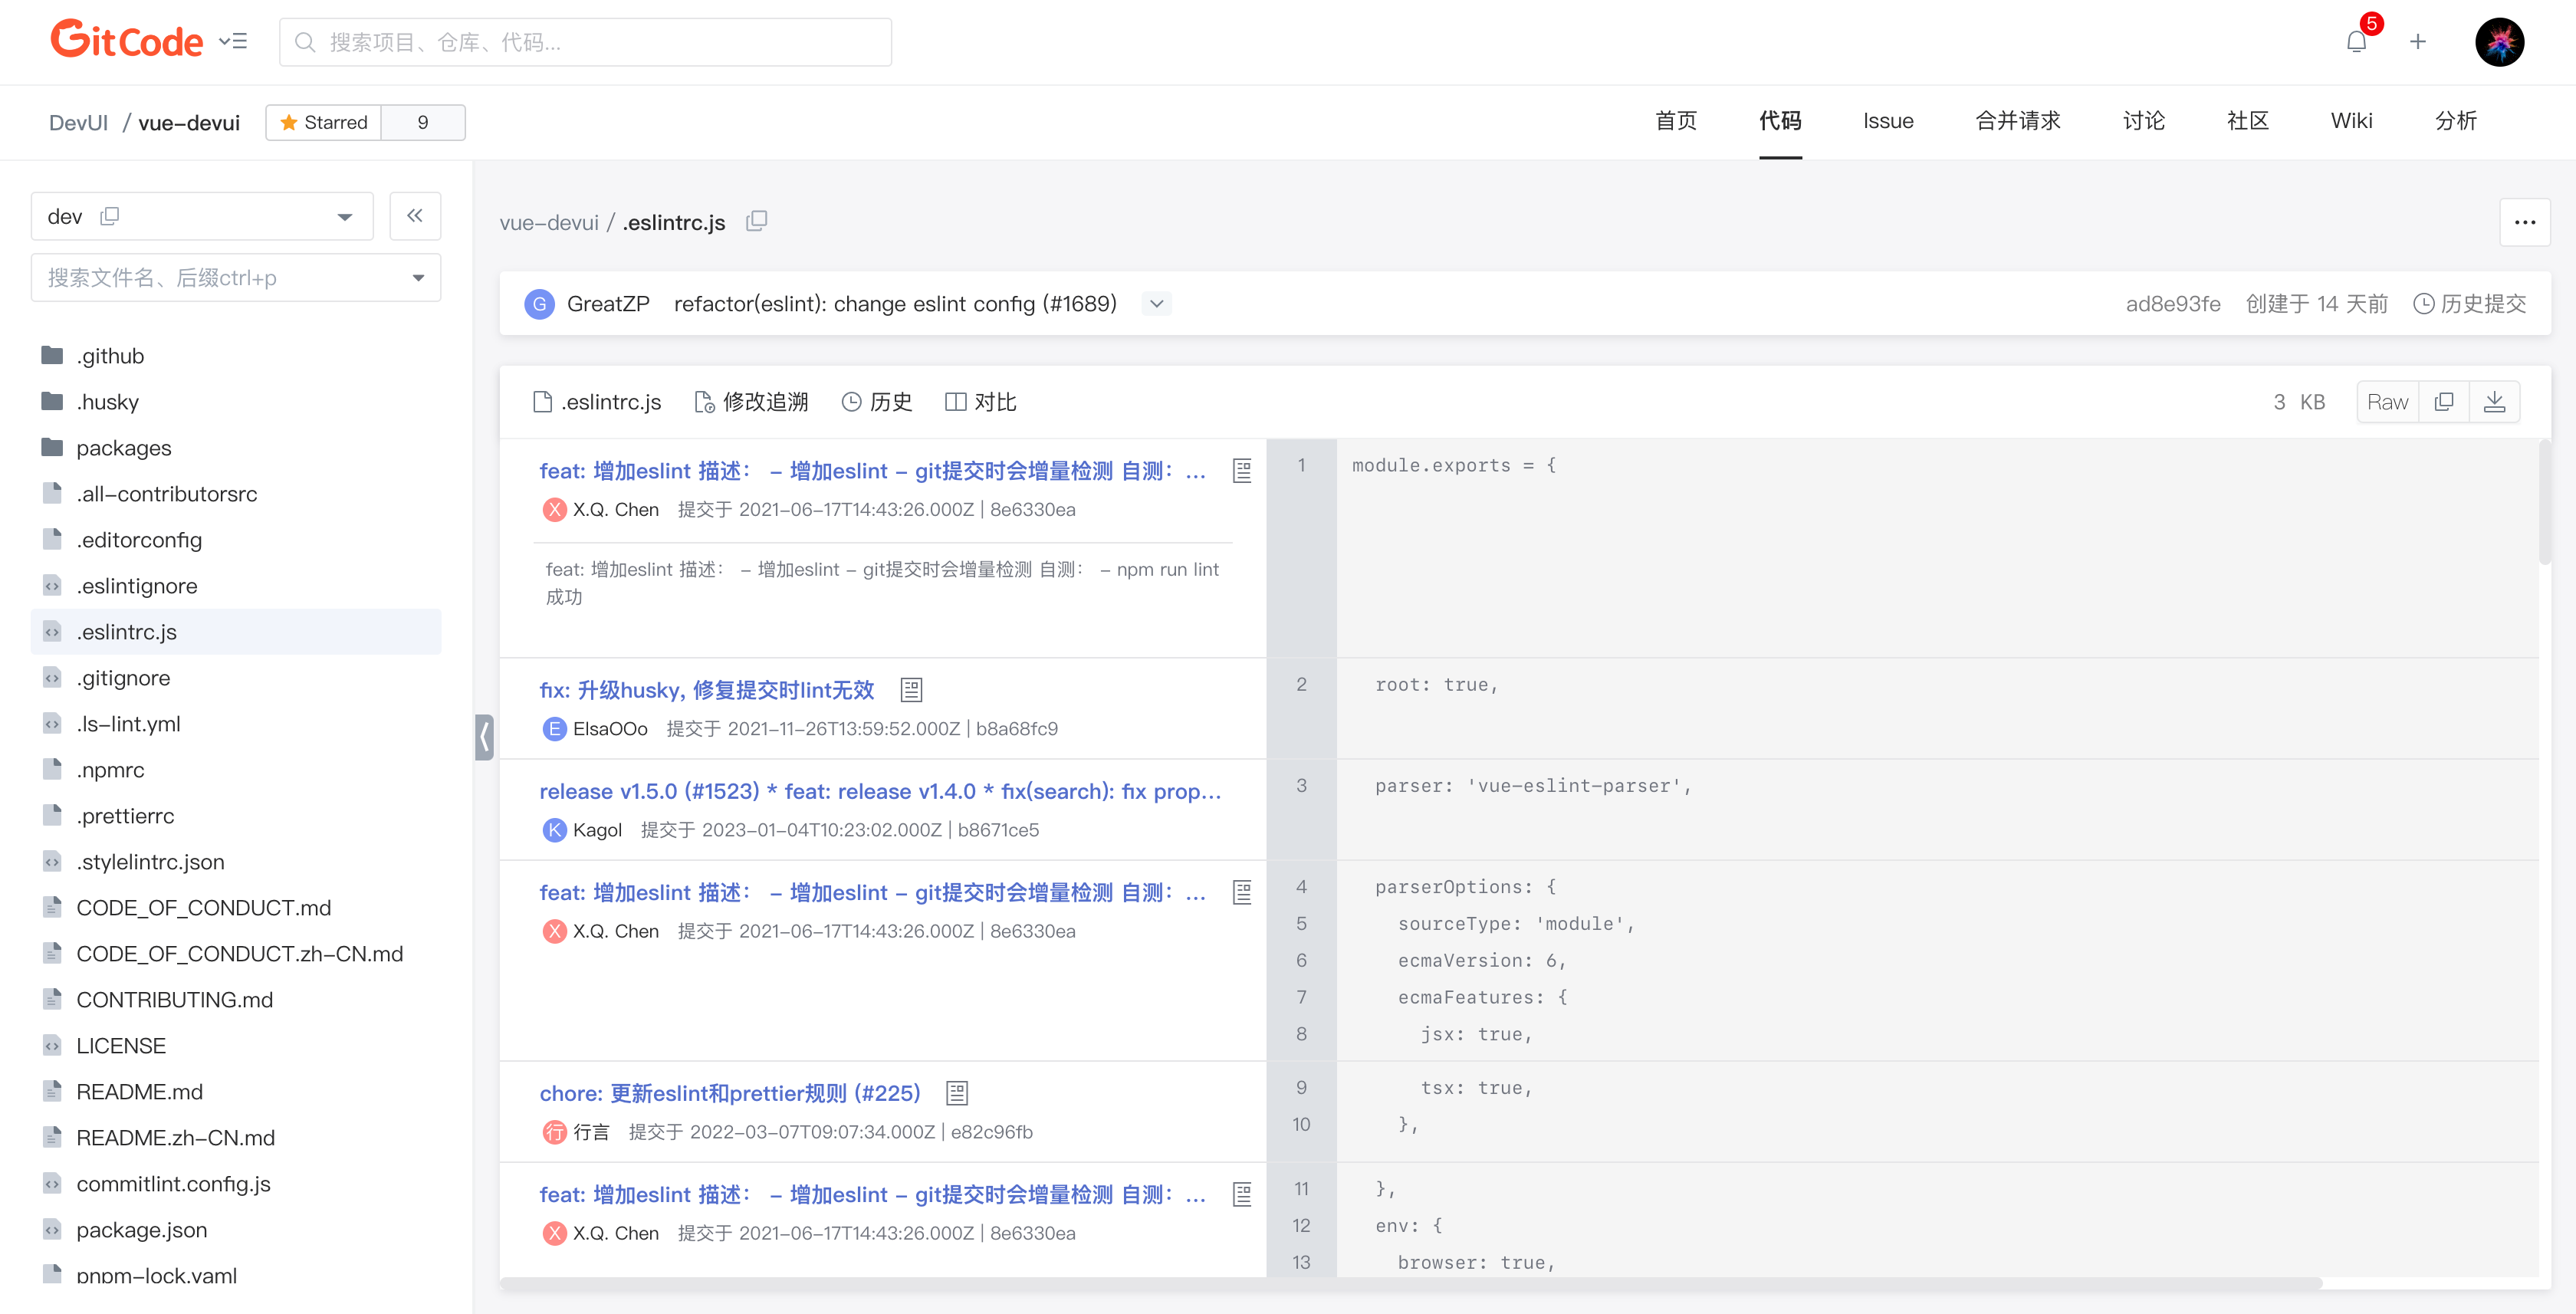 GitCode
搜索项目、仓库、代码...
5
DevUI / vue-devui
Starred 9
首页 代码 Issue 合并请求 讨论 社区 Wiki 分析
dev
搜索文件名、后缀ctrl+p
.github
.husky
packages
.all-contributorsrc
.editorconfig
.eslintignore
.eslintrc.js
.gitignore
.ls-lint.yml
.npmrc
.prettierrc
.stylelintrc.json
CODE_OF_CONDUCT.md
CODE_OF_CONDUCT.zh-CN.md
CONTRIBUTING.md
LICENSE
README.md
README.zh-CN.md
commitlint.config.js
package.json
pnpm-lock.yaml
vue-devui / .eslintrc.js
G GreatZP refactor(eslint): change eslint config (#1689)
ad8e93fe 创建于 14 天前 历史提交
.eslintrc.js 修改追溯 历史 对比
3 KB Raw
feat: 增加eslint 描述： - 增加eslint - git提交时会增量检测 自测：...
X X.Q. Chen 提交于 2021-06-17T14:43:26.000Z | 8e6330ea
feat: 增加eslint 描述： - 增加eslint - git提交时会增量检测 自测： - npm run lint
成功
1 module.exports = {
fix: 升级husky, 修复提交时lint无效
E ElsaOOo 提交于 2021-11-26T13:59:52.000Z | b8a68fc9
2 root: true,
release v1.5.0 (#1523) * feat: release v1.4.0 * fix(search): fix prop...
K Kagol 提交于 2023-01-04T10:23:02.000Z | b8671ce5
3 parser: 'vue-eslint-parser',
feat: 增加eslint 描述： - 增加eslint - git提交时会增量检测 自测：...
X X.Q. Chen 提交于 2021-06-17T14:43:26.000Z | 8e6330ea
4 parserOptions: {
5 sourceType: 'module',
6 ecmaVersion: 6,
7 ecmaFeatures: {
8 jsx: true,
chore: 更新eslint和prettier规则 (#225)
行 行言 提交于 2022-03-07T09:07:34.000Z | e82c96fb
9 tsx: true,
10 },
feat: 增加eslint 描述： - 增加eslint - git提交时会增量检测 自测：...
X X.Q. Chen 提交于 2021-06-17T14:43:26.000Z | 8e6330ea
11 },
12 env: {
13 browser: true,